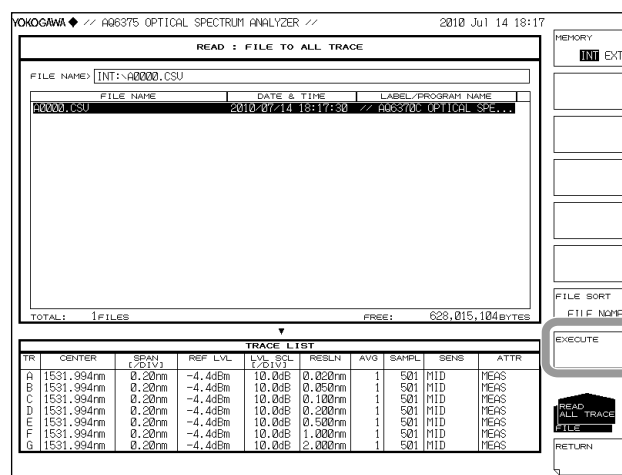 YOKOGAWA ◆ // AQ6375 OPTICAL SPECTRUM ANALYZER // 2010 Jul 14 18:17
READ : FILE TO ALL TRACE
FILE NAME> INT:\A0000.CSV
FILE NAME DATE & TIME LABEL/PROGRAM NAME
A0000.CSV 2010/07/14 18:17:30 // AQ6370C OPTICAL SPE...
TOTAL: 1FILES FREE: 628,015,104BYTES
▼
TRACE LIST
TR CENTER SPAN [/DIV] REF LVL LVL SCL [/DIV] RESLN AVG SAMPL SENS ATTR
A 1531.994nm 0.20nm -4.4dBm 10.0dB 0.020nm 1 501 MID MEAS
B 1531.994nm 0.20nm -4.4dBm 10.0dB 0.050nm 1 501 MID MEAS
C 1531.994nm 0.20nm -4.4dBm 10.0dB 0.100nm 1 501 MID MEAS
D 1531.994nm 0.20nm -4.4dBm 10.0dB 0.200nm 1 501 MID MEAS
E 1531.994nm 0.20nm -4.4dBm 10.0dB 0.500nm 1 501 MID MEAS
F 1531.994nm 0.20nm -4.4dBm 10.0dB 1.000nm 1 501 MID MEAS
G 1531.994nm 0.20nm -4.4dBm 10.0dB 2.000nm 1 501 MID MEAS
MEMORY
INT EXT
FILE SORT
FILE NAME
EXECUTE
READ
ALL TRACE
FILE
RETURN